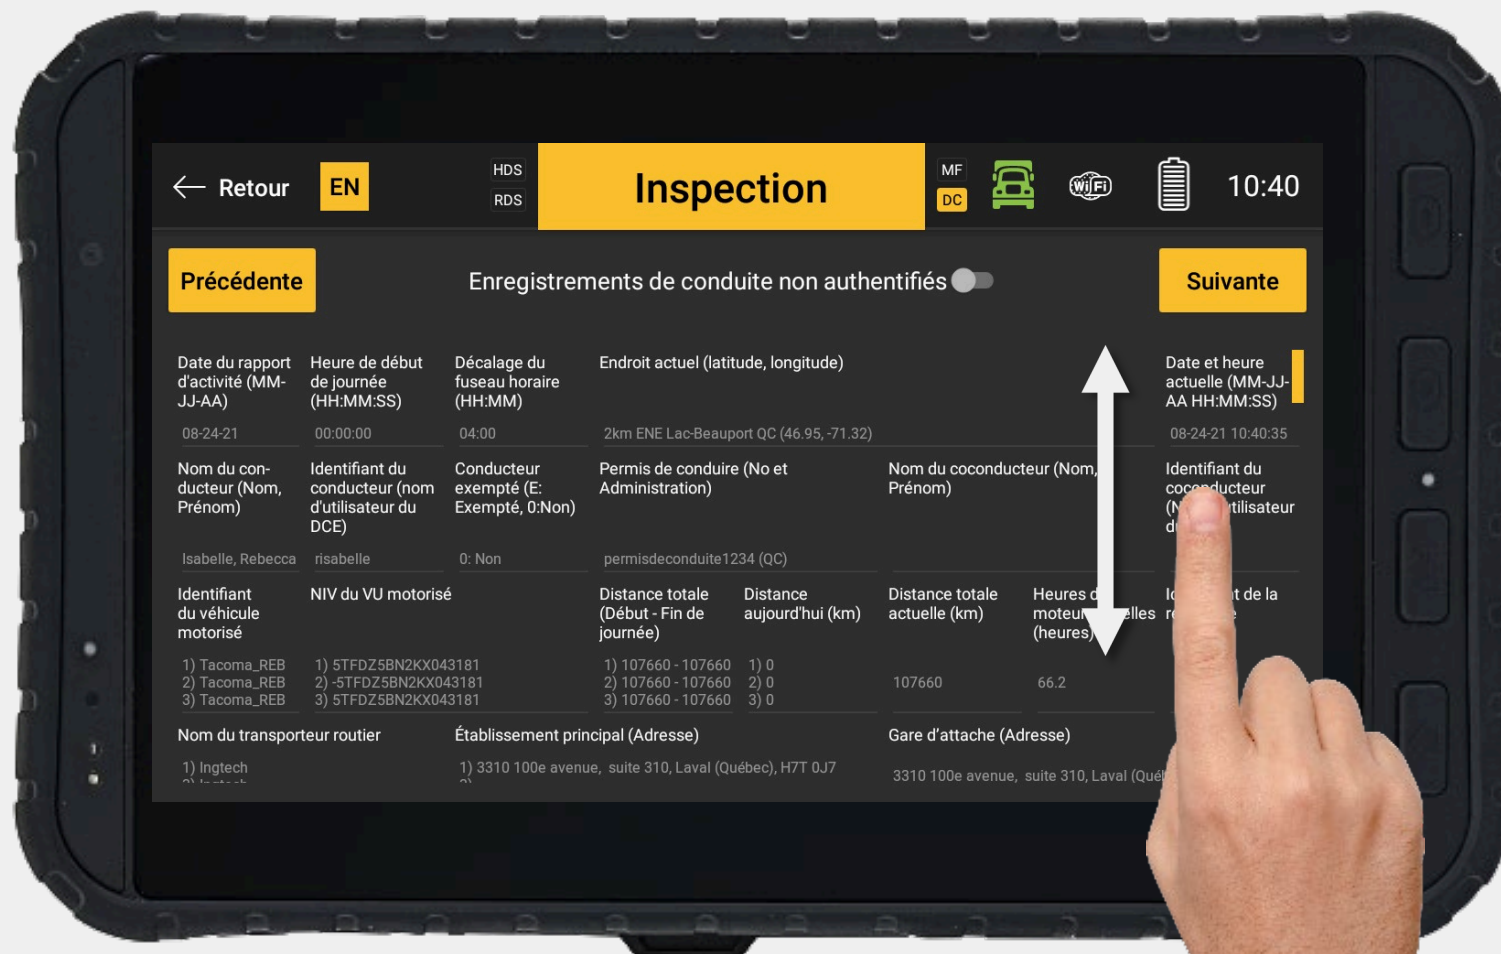 Retour
EN
HDS
RDS
Inspection
MF
DC
WiFi
10:40
Précédente
Enregistrements de conduite non authentifiés
Suivante
Date du rapport
d'activité (MM-
JJ-AA)
08-24-21
Heure de début
de journée
(HH:MM:SS)
00:00:00
Décalage du
fuseau horaire
(HH:MM)
04:00
Endroit actuel (latitude, longitude)
2km ENE Lac-Beauport QC (46.95, -71.32)
Date et heure
actuelle (MM-JJ-
AA HH:MM:SS)
08-24-21 10:40:35
Nom du con-
ducteur (Nom,
Prénom)
Isabelle, Rebecca
Identifiant du
conducteur (nom
d'utilisateur du
DCE)
risabelle
Conducteur
exempté (E:
Exempté, 0:Non)
0: Non
Permis de conduire (No et
Administration)
permisdeconduite1234 (QC)
Nom du coconducteur (Nom,
Prénom)
Identifiant du
coconducteur
Identifiant
du véhicule
motorisé
1) Tacoma_REB
2) Tacoma_REB
3) Tacoma_REB
NIV du VU motorisé
1) 5TFDZ5BN2KX043181
2) -5TFDZ5BN2KX043181
3) 5TFDZ5BN2KX043181
Distance totale
(Début - Fin de
journée)
1) 107660 - 107660
2) 107660 - 107660
3) 107660 - 107660
Distance
aujourd'hui (km)
1) 0
2) 0
3) 0
Distance totale
actuelle (km)
107660
Heures
(heures)
66.2
de la
Nom du transporteur routier
1) Ingtech
Établissement principal (Adresse)
1) 3310 100e avenue, suite 310, Laval (Québec), H7T 0J7
Gare d'attache (Adresse)
3310 100e avenue, suite 310, Laval